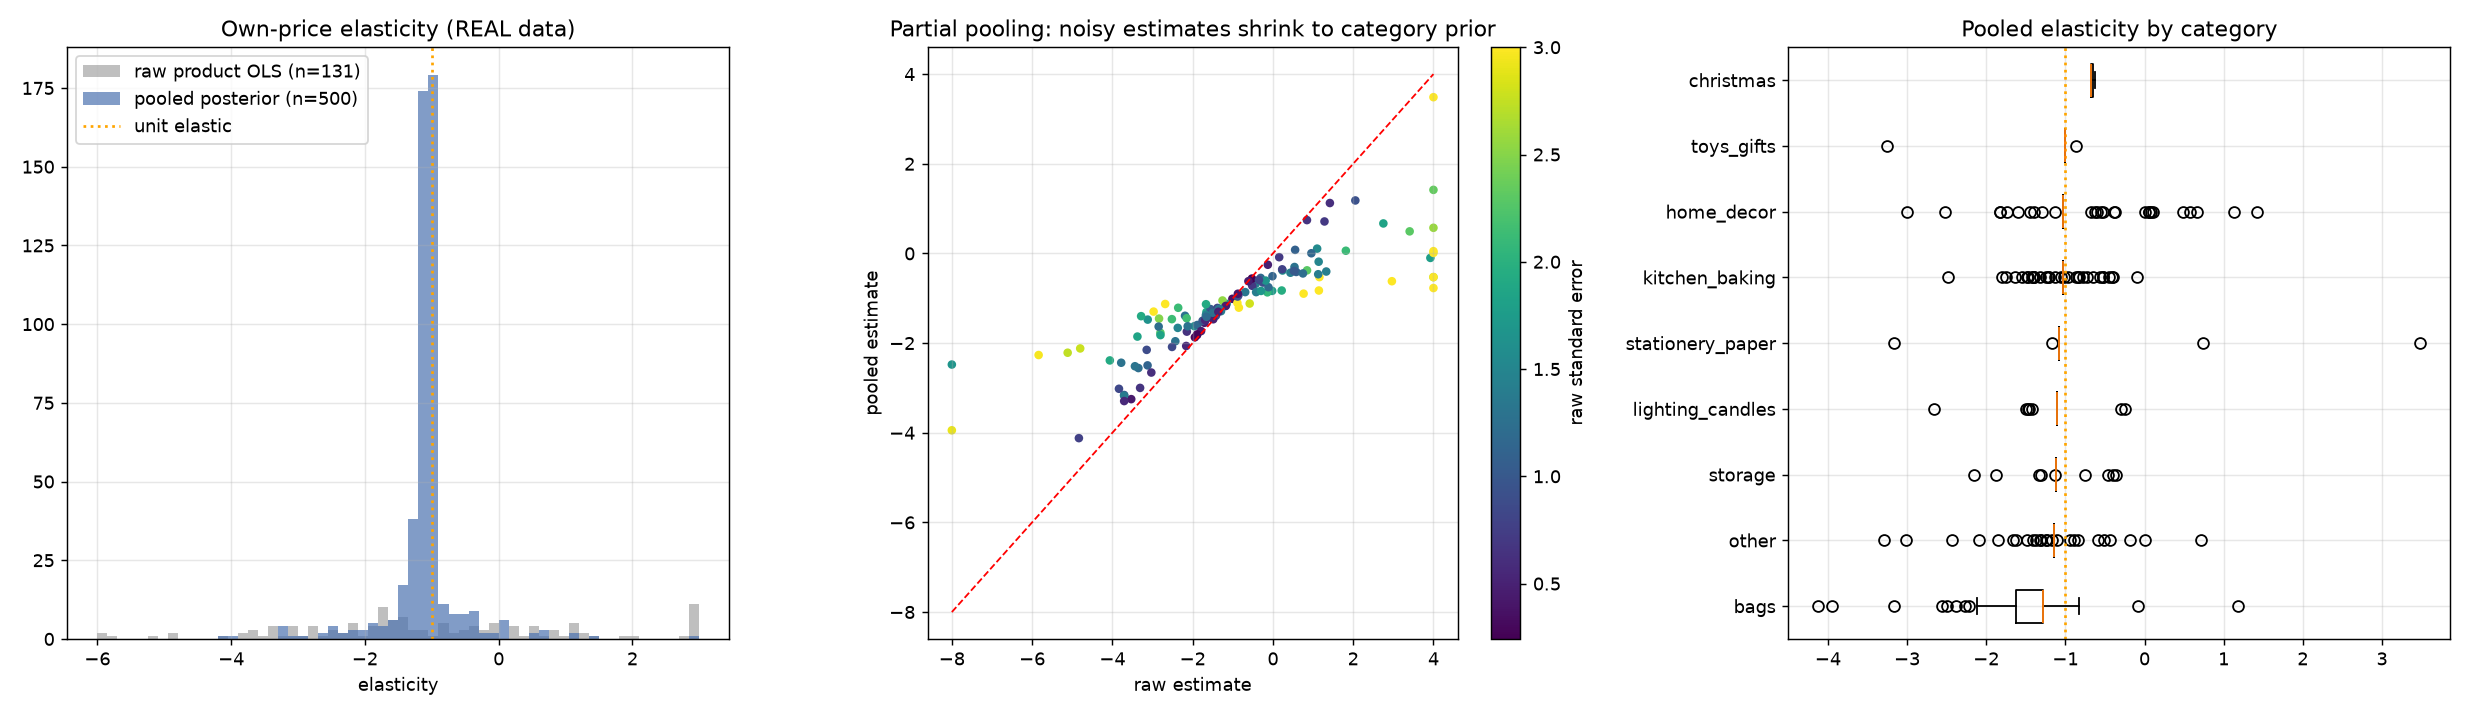 Own-price elasticity (REAL data)
raw product OLS (n=131)
pooled posterior (n=500)
unit elastic
175
150
125
100
75
50
25
0
−6
−4
−2
0
2
elasticity
Partial pooling: noisy estimates shrink to category prior
pooled estimate
4
2
0
−2
−4
−6
−8
−8
−6
−4
−2
0
2
4
raw estimate
3.0
2.5
2.0
1.5
1.0
0.5
raw standard error
Pooled elasticity by category
christmas
toys_gifts
home_decor
kitchen_baking
stationery_paper
lighting_candles
storage
other
bags
−4
−3
−2
−1
0
1
2
3